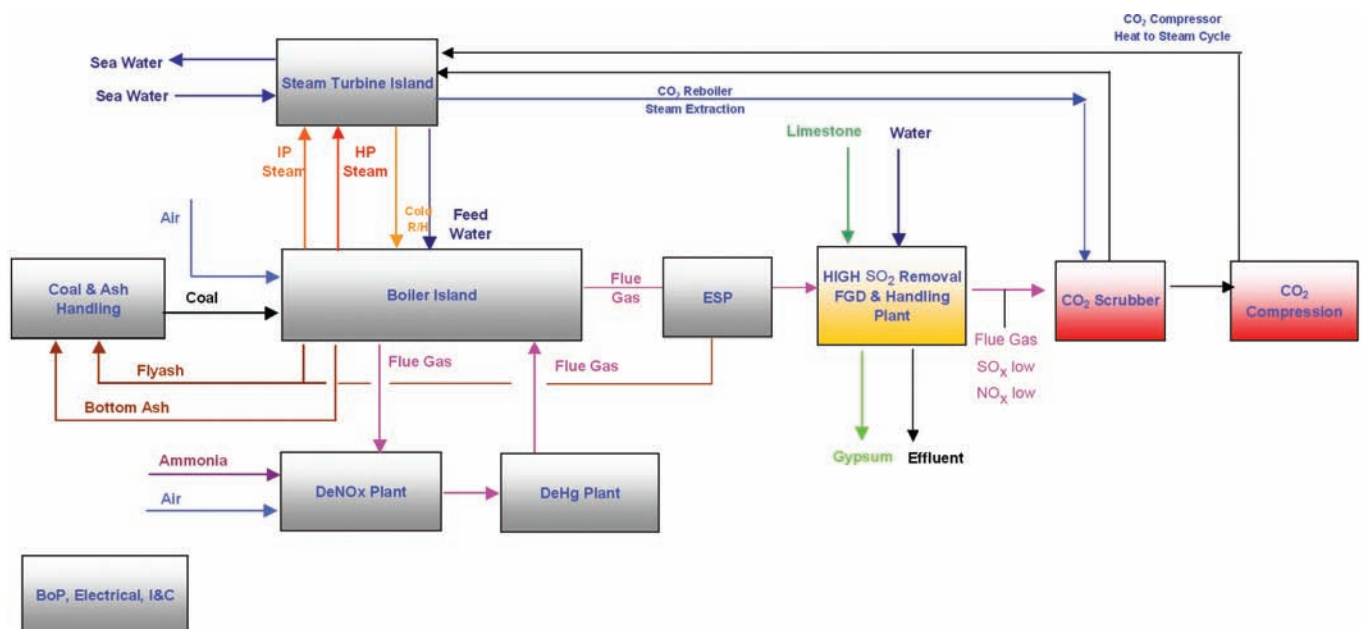 CO2 Compressor
Heat to Steam Cycle
Sea Water
Steam Turbine Island
Sea Water
CO2 Reboiler
Steam Extraction
Limestone
Water
IP
Steam
HP
Steam
Air
Cold
R/H
Feed
Water
Coal & Ash
Handling
Coal
Boiler Island
Flue
Gas
ESP
HIGH SO2 Removal
FGD & Handling
Plant
CO2 Scrubber
CO2
Compression
Flue Gas
SOX low
NOX low
Flyash
Flue Gas
Flue Gas
Bottom Ash
Gypsum
Effluent
Ammonia
Air
DeNOx Plant
DeHg Plant
BoP, Electrical, I&C